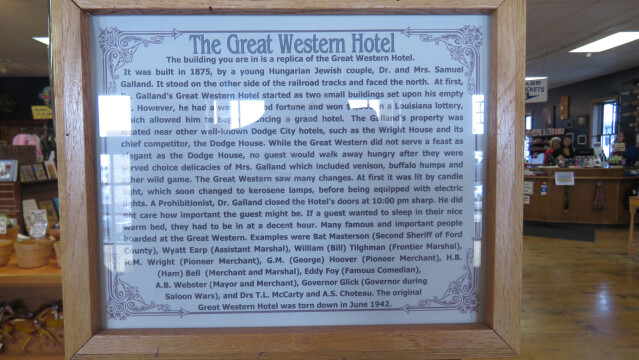 The Great Western Hotel
The building you are in is a replica of the Great Western Hotel.
It was built in 1875, by a young Hungarian Jewish couple, Dr. and Mrs. Samuel
Galland. It stood on the other side of the railroad tracks and faced the north. At first,
Dr. Galland's Great Western Hotel started as two small buildings set upon his empty
However, he had a good fortune and won in a Louisiana lottery,
which allowed him to financing a grand hotel. The Galland's property was
located near other well-known Dodge City hotels, such as the Wright House and its
chief competitor, the Dodge House. While the Great Western did not serve a feast as
elegant as the Dodge House, no guest would walk away hungry after they were
served choice delicacies of Mrs. Galland which included venison, buffalo humps and
other wild game. The Great Western saw many changes. At first it was lit by candle
light, which soon changed to kerosene lamps, before being equipped with electric
lights. A Prohibitionist, Dr. Galland closed the Hotel's doors at 10:00 pm sharp. He did
not care how important the guest might be. If a guest wanted to sleep in their nice
warm bed, they had to be in at a decent hour. Many famous and important people
boarded at the Great Western. Examples were Bat Masterson (Second Sheriff of Ford
County), Wyatt Earp (Assistant Marshal), William (Bill) Tilghman (Frontier Marshal),
R.M. Wright (Pioneer Merchant), G.M. (George) Hoover (Pioneer Merchant), H.B.
(Ham) Bell (Merchant and Marshal), Eddy Foy (Famous Comedian),
A.B. Webster (Mayor and Merchant), Governor Glick (Governor during
Saloon Wars), and Drs T.L. McCarty and A.S. Choteau. The original
Great Western Hotel was torn down in June 1942.